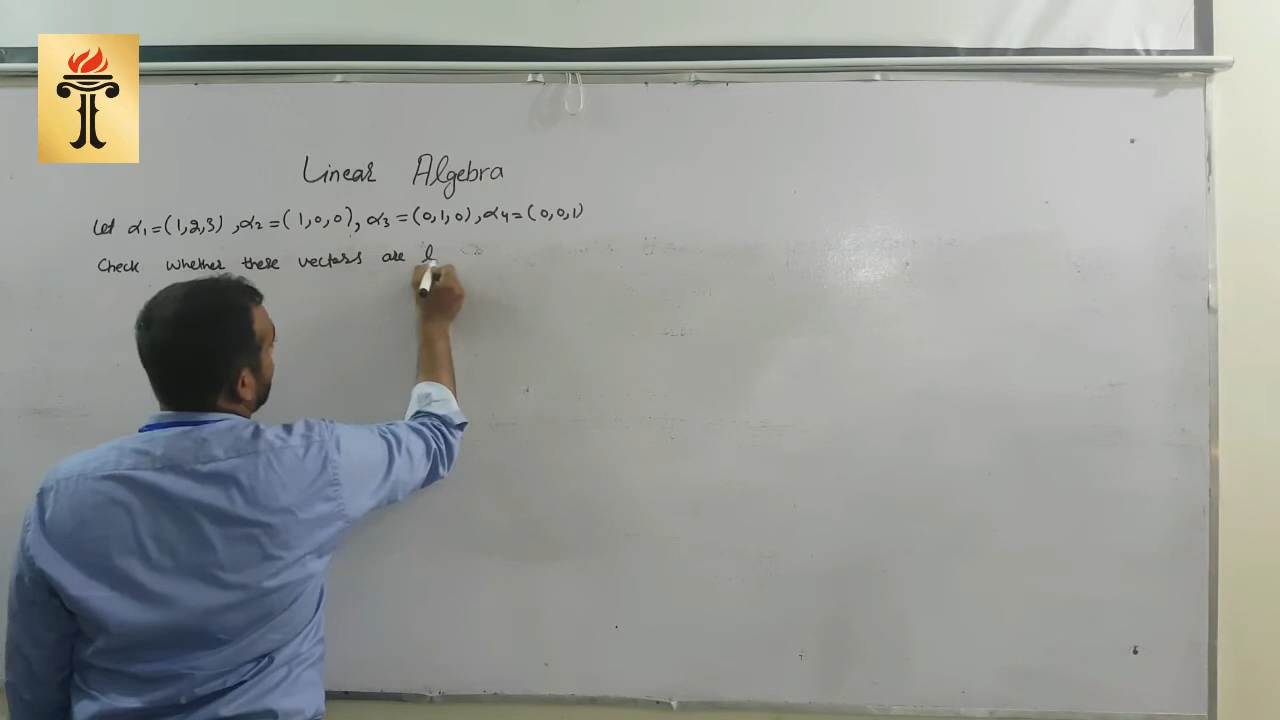 Linear Algebra
Let α₁=(1,2,3), α₂=(1,0,0), α₃=(0,1,0), α₄=(0,0,1)
Check whether these vectors are l